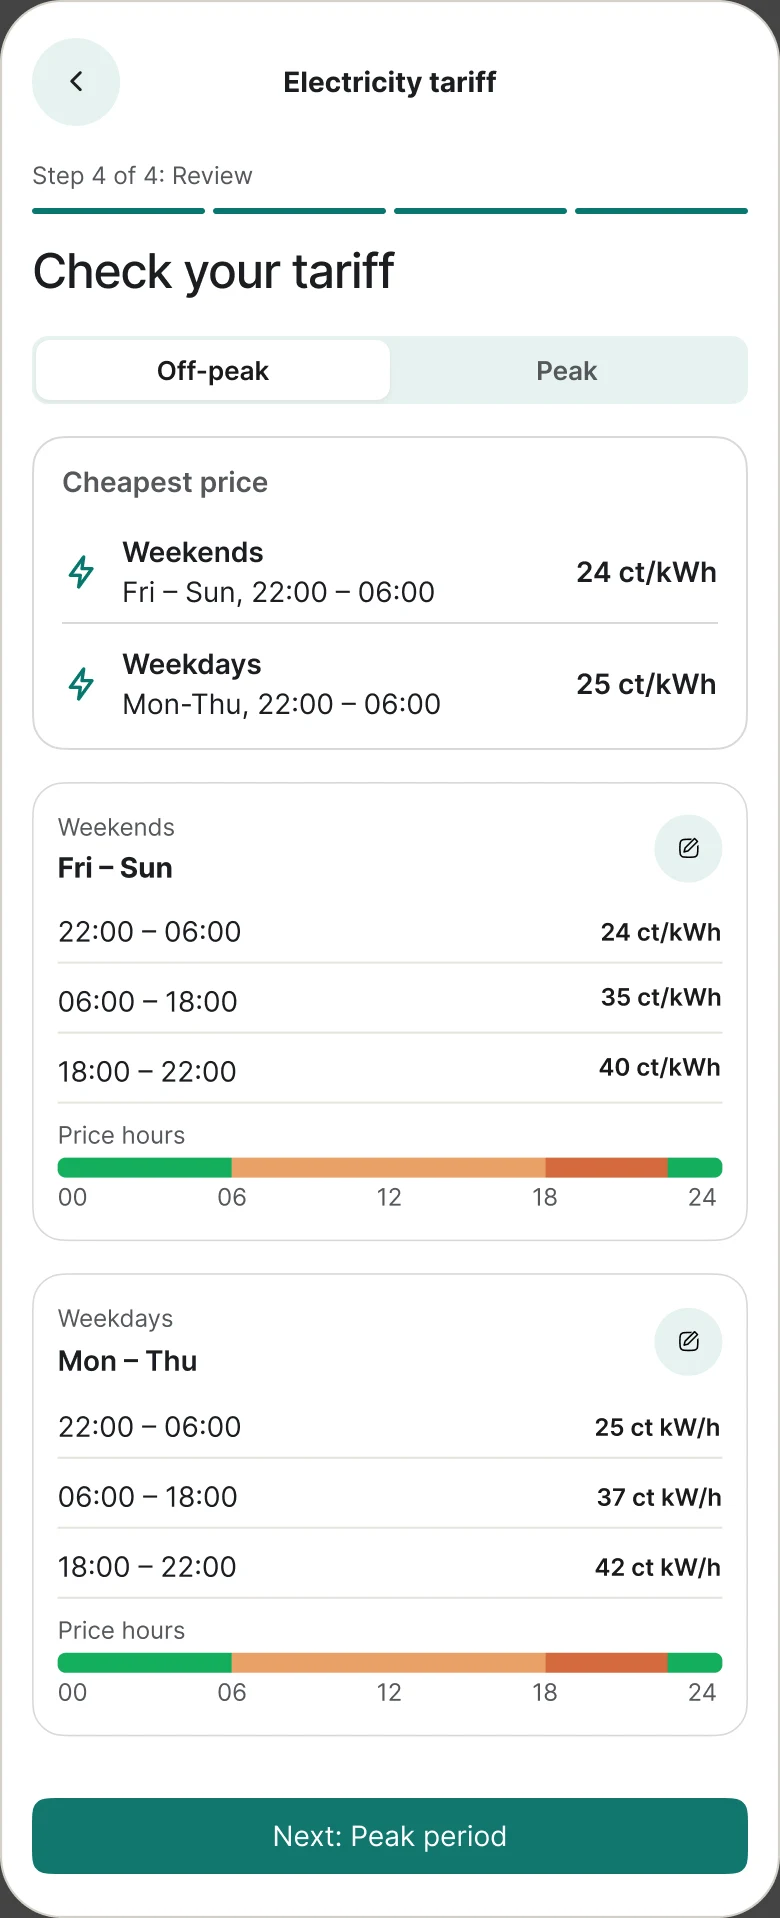 Electricity tariff
Step 4 of 4: Review
Check your tariff
Off-peak
Peak
Cheapest price
Weekends
Fri – Sun, 22:00 – 06:00
24 ct/kWh
Weekdays
Mon-Thu, 22:00 – 06:00
25 ct/kWh
Weekends
Fri – Sun
22:00 – 06:00 24 ct/kWh
06:00 – 18:00 35 ct/kWh
18:00 – 22:00 40 ct/kWh
Price hours
00 06 12 18 24
Weekdays
Mon – Thu
22:00 – 06:00 25 ct kW/h
06:00 – 18:00 37 ct kW/h
18:00 – 22:00 42 ct kW/h
Price hours
00 06 12 18 24
Next: Peak period